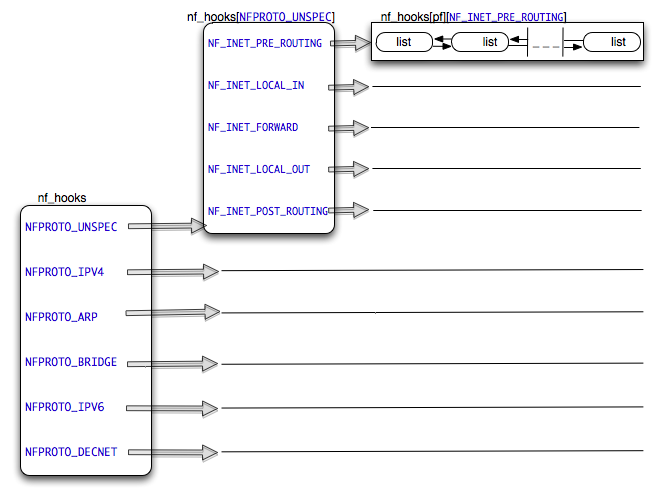 nf_hooks[NFPROTO_UNSPEC]
nf_hooks[pf][NF_INET_PRE_ROUTING]
NF_INET_PRE_ROUTING
list
list
list
NF_INET_LOCAL_IN
NF_INET_FORWARD
NF_INET_LOCAL_OUT
NF_INET_POST_ROUTING
nf_hooks
NFPROTO_UNSPEC
NFPROTO_IPV4
NFPROTO_ARP
NFPROTO_BRIDGE
NFPROTO_IPV6
NFPROTO_DECNET